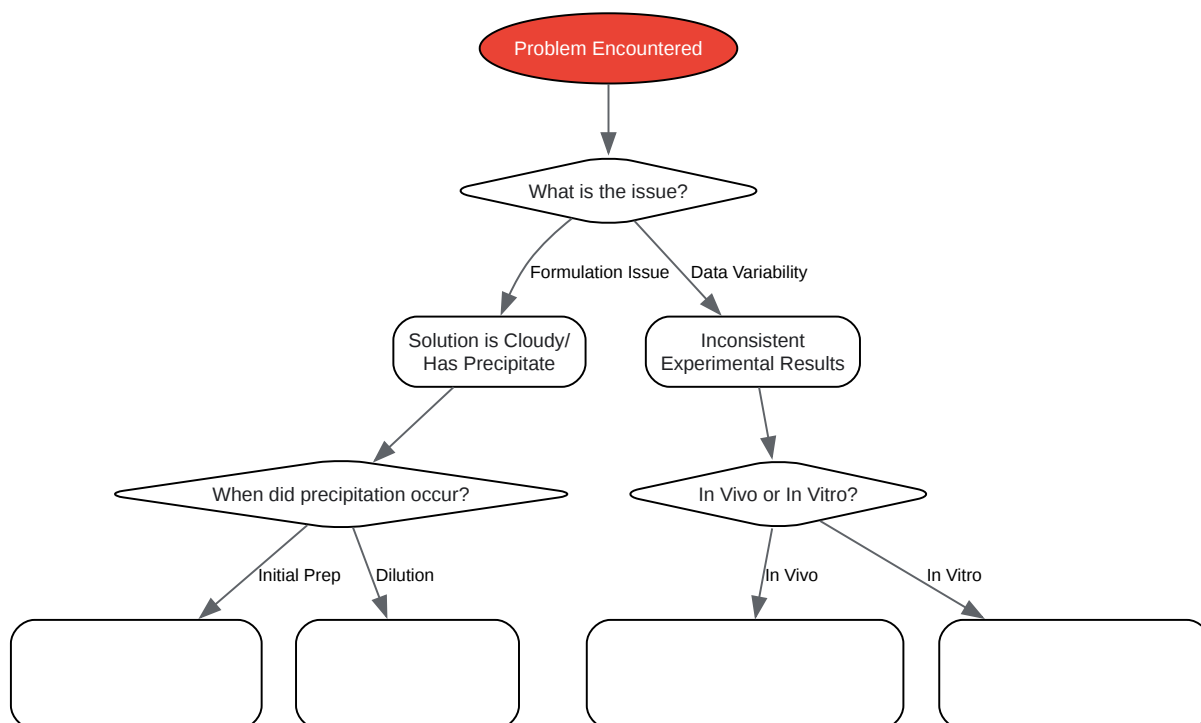 Problem Encountered
What is the issue?
Formulation Issue
Data Variability
Solution is Cloudy/
Has Precipitate
Inconsistent
Experimental Results
When did precipitation occur?
In Vivo or In Vitro?
Initial Prep
Dilution
In Vivo
In Vitro